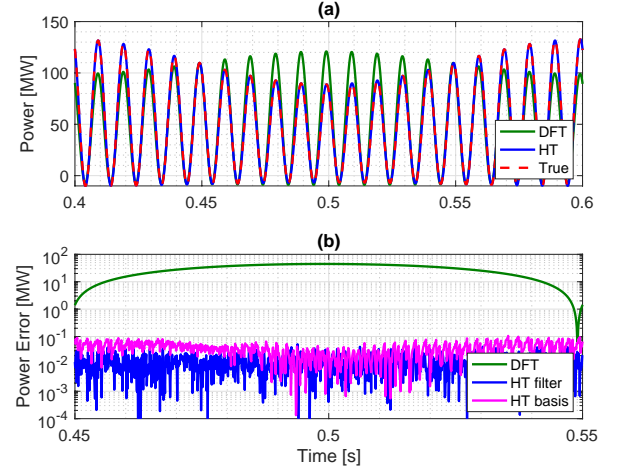 (a)
Power [MW]
150
100
50
0
DFT
HT
True
0.4
0.45
0.5
0.55
0.6
(b)
Power Error [MW]
10^2
10^1
10^0
10^-1
10^-2
10^-3
10^-4
DFT
HT filter
HT basis
0.45
0.5
0.55
Time [s]